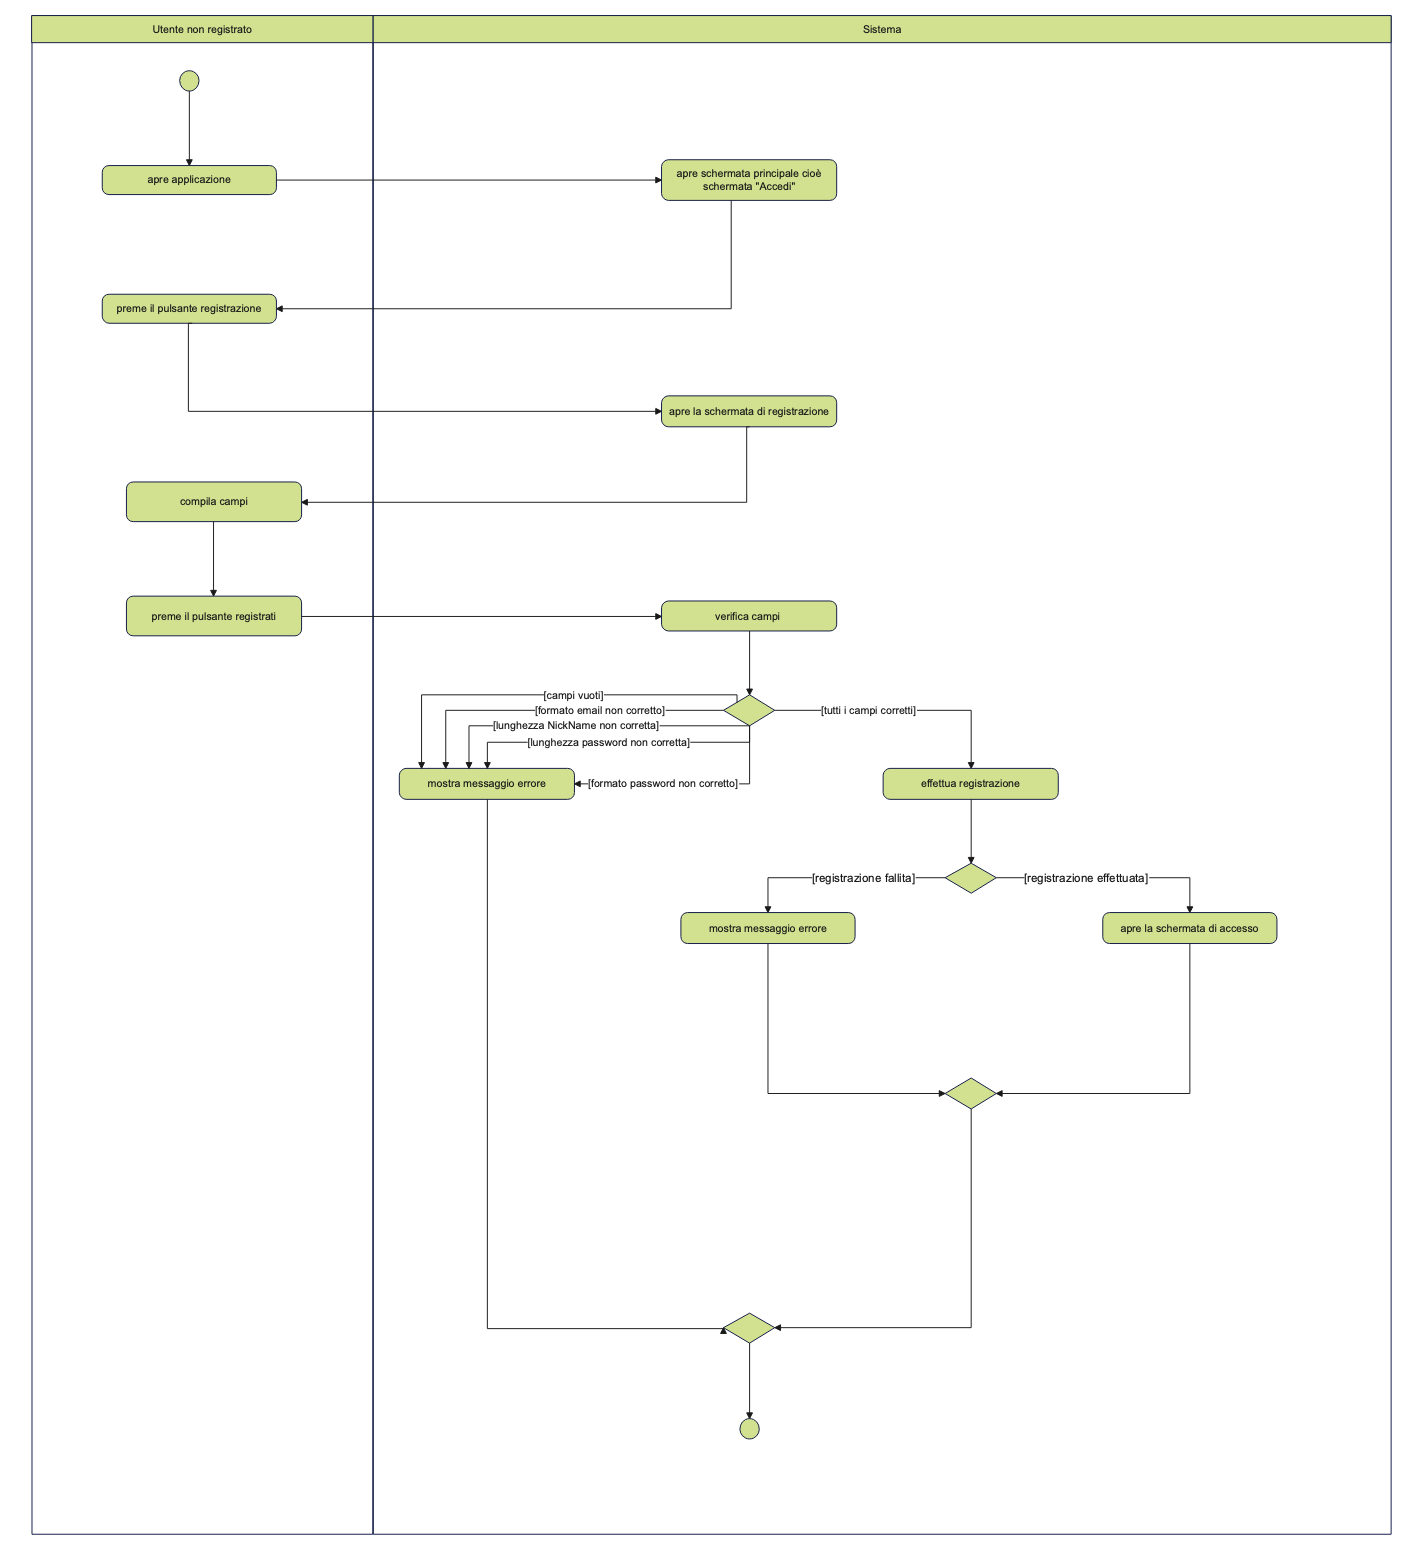 Utente non registrato
Sistema
apre applicazione
apre schermata principale cioè
schermata "Accedi"
preme il pulsante registrazione
apre la schermata di registrazione
compila campi
preme il pulsante registrati
verifica campi
[campi vuoti]
[formato email non corretto]
[tutti i campi corretti]
[lunghezza NickName non corretta]
[lunghezza password non corretta]
mostra messaggio errore
[formato password non corretto]
effettua registrazione
[registrazione fallita]
[registrazione effettuata]
mostra messaggio errore
apre la schermata di accesso